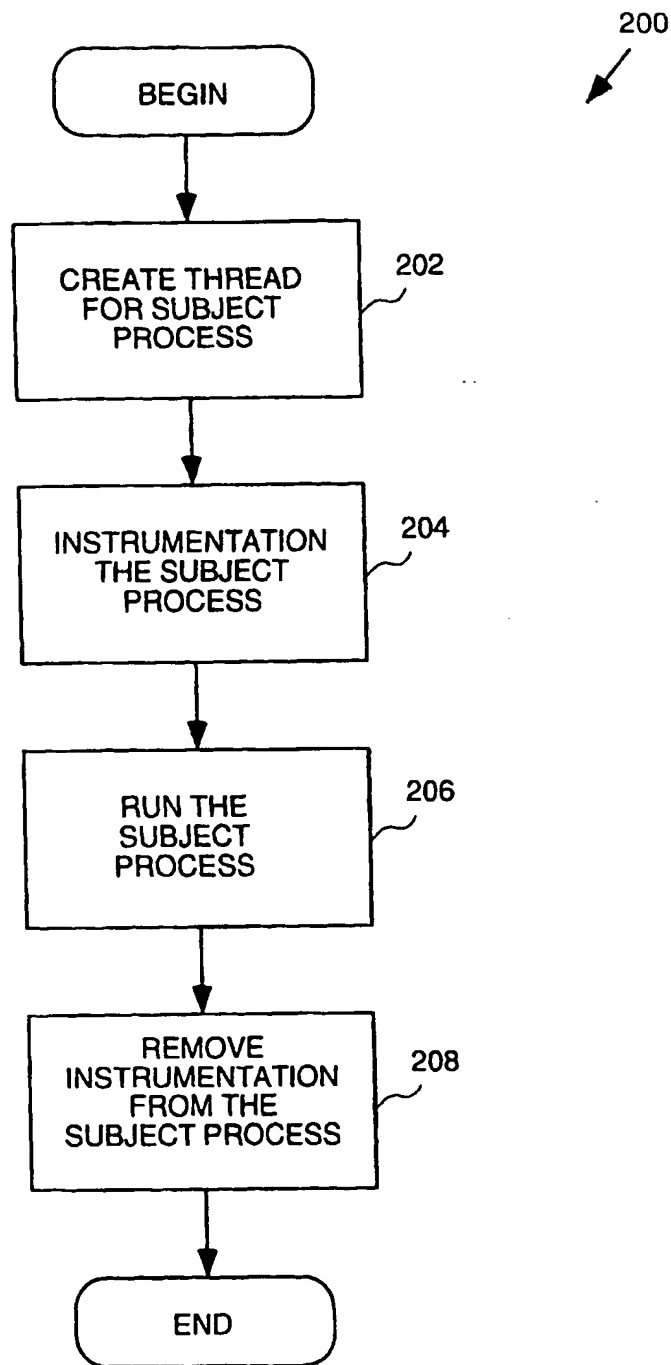 200
BEGIN
CREATE THREAD
FOR SUBJECT
PROCESS
202
INSTRUMENTATION
THE SUBJECT
PROCESS
204
RUN THE
SUBJECT
PROCESS
206
REMOVE
INSTRUMENTATION
FROM THE
SUBJECT PROCESS
208
END